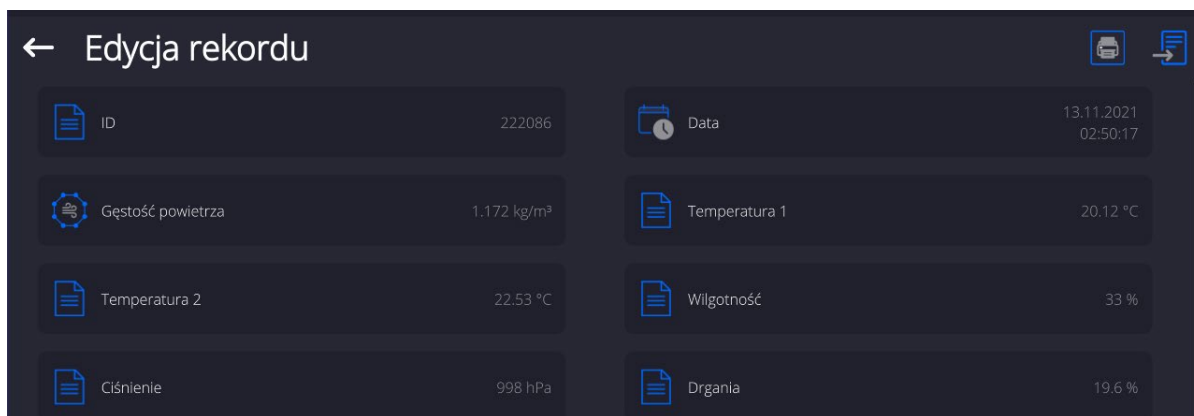 Edycja rekordu
ID 222086
Data 13.11.2021
02:50:17
Gęstość powietrza 1.172 kg/m³
Temperatura 1 20.12 °C
Temperatura 2 22.53 °C
Wilgotność 33 %
Ciśnienie 998 hPa
Drgania 19.6 %